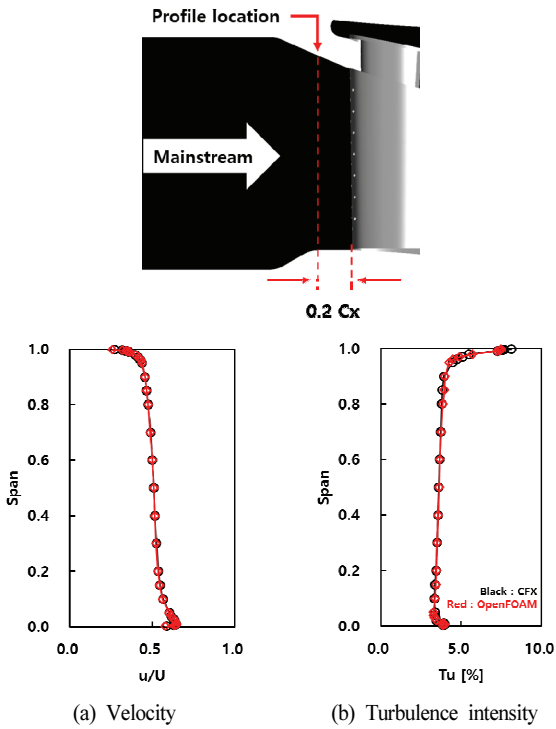 Profile location
Mainstream
0.2 Cx
1.0
0.8
0.6
0.4
0.2
0.0
Span
0.0 0.5 1.0
u/U
(a) Velocity
1.0
0.8
0.6
0.4
0.2
0.0
Span
Black : CFX
Red : OpenFOAM
0.0 5.0 10.0
Tu [%]
(b) Turbulence intensity